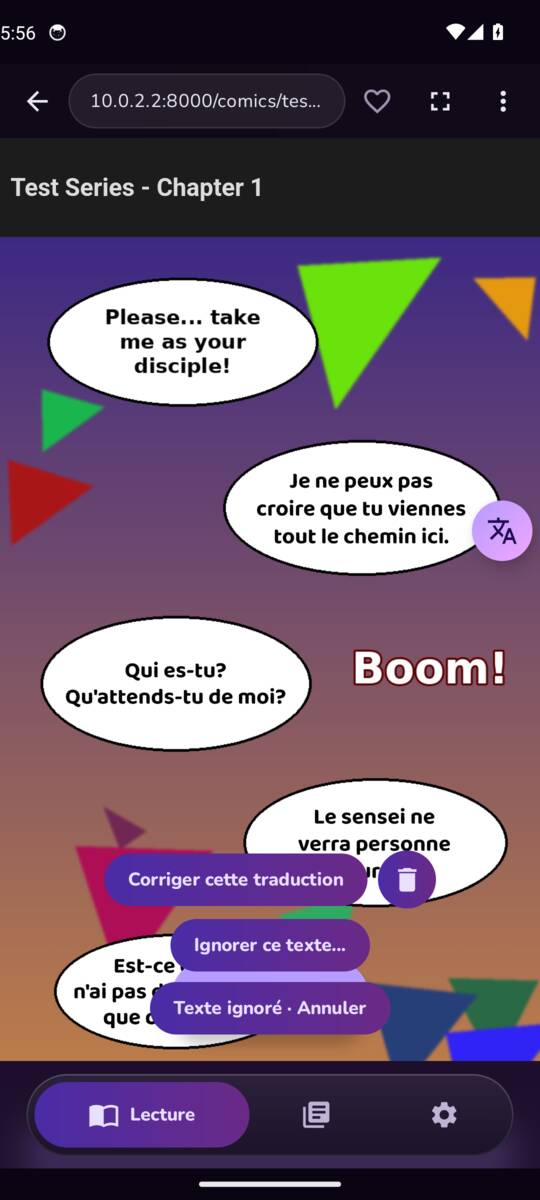 5:56
10.0.2.2:8000/comics/tes...
Test Series - Chapter 1
Please... take
me as your
disciple!
Je ne peux pas
croire que tu viennes
tout le chemin ici.
Qui es-tu?
Qu'attends-tu de moi?
Boom!
Le sensei ne
verra personne
Corriger cette traduction
Ignorer ce texte...
Est-ce
n'ai pas
que
Texte ignoré · Annuler
Lecture